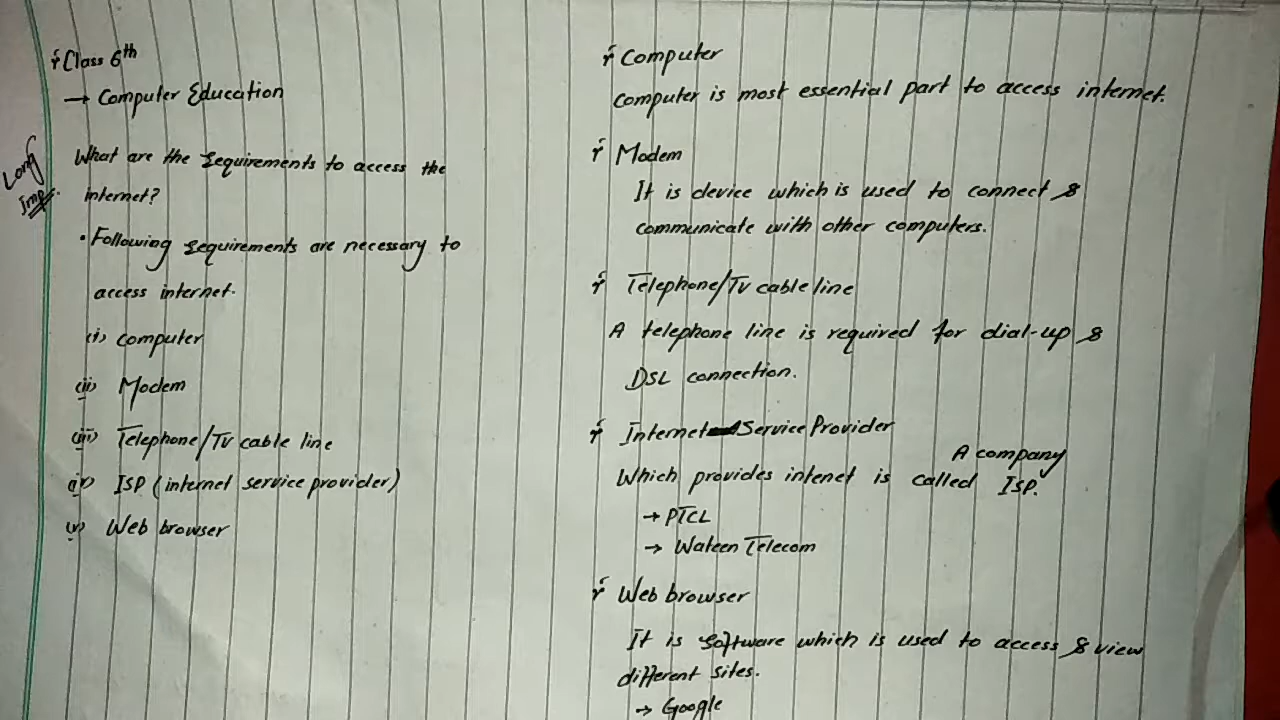 Class 6th
→ Computer Education
Long
Imp.
What are the requirements to access the
internet?
• Following requirements are necessary to
access internet.
(i) computer
(ii) Modem
(iii) Telephone/Tv cable line
(iv) ISP (internet service provider)
(v) Web browser
Computer
computer is most essential part to access internet.
Modem
It is device which is used to connect &
communicate with other computers.
Telephone/Tv cable line
A telephone line is required for dial-up &
DSL connection.
Internet Service Provider
A company
Which provides intenet is called ISP.
→ PTCL
→ Wateen Telecom
Web browser
It is software which is used to access & view
different sites.
→ Google